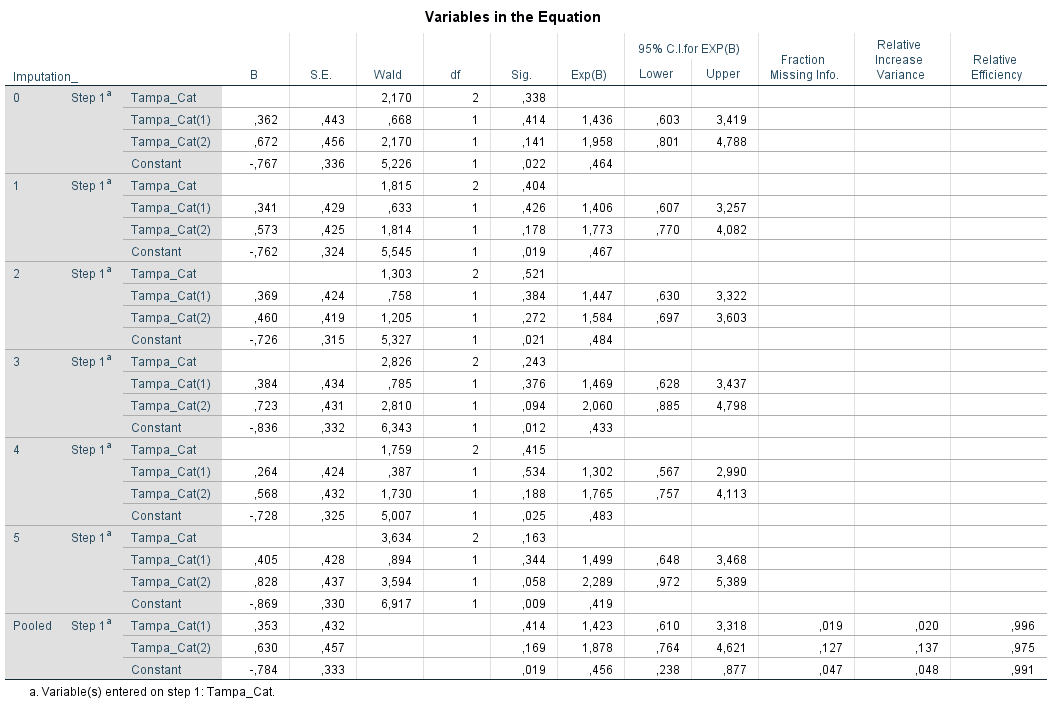 Variables in the Equation
95% C.I.for EXP(B)
Imputation_ B S.E. Wald df Sig. Exp(B) Lower Upper Fraction Missing Info. Relative Increase Variance Relative Efficiency
0 Step 1a Tampa_Cat 2,170 2 ,338
Tampa_Cat(1) ,362 ,443 ,668 1 ,414 1,436 ,603 3,419
Tampa_Cat(2) ,672 ,456 2,170 1 ,141 1,958 ,801 4,788
Constant -,767 ,336 5,226 1 ,022 ,464
1 Step 1a Tampa_Cat 1,815 2 ,404
Tampa_Cat(1) ,341 ,429 ,633 1 ,426 1,406 ,607 3,257
Tampa_Cat(2) ,573 ,425 1,814 1 ,178 1,773 ,770 4,082
Constant -,762 ,324 5,545 1 ,019 ,467
2 Step 1a Tampa_Cat 1,303 2 ,521
Tampa_Cat(1) ,369 ,424 ,758 1 ,384 1,447 ,630 3,322
Tampa_Cat(2) ,460 ,419 1,205 1 ,272 1,584 ,697 3,603
Constant -,726 ,315 5,327 1 ,021 ,484
3 Step 1a Tampa_Cat 2,826 2 ,243
Tampa_Cat(1) ,384 ,434 ,785 1 ,376 1,469 ,628 3,437
Tampa_Cat(2) ,723 ,431 2,810 1 ,094 2,060 ,885 4,798
Constant -,836 ,332 6,343 1 ,012 ,433
4 Step 1a Tampa_Cat 1,759 2 ,415
Tampa_Cat(1) ,264 ,424 ,387 1 ,534 1,302 ,567 2,990
Tampa_Cat(2) ,568 ,432 1,730 1 ,188 1,765 ,757 4,113
Constant -,728 ,325 5,007 1 ,025 ,483
5 Step 1a Tampa_Cat 3,634 2 ,163
Tampa_Cat(1) ,405 ,428 ,894 1 ,344 1,499 ,648 3,468
Tampa_Cat(2) ,828 ,437 3,594 1 ,058 2,289 ,972 5,389
Constant -,869 ,330 6,917 1 ,009 ,419
Pooled Step 1a Tampa_Cat(1) ,353 ,432 ,414 1,423 ,610 3,318 ,019 ,020 ,996
Tampa_Cat(2) ,630 ,457 ,169 1,878 ,764 4,621 ,127 ,137 ,975
Constant -,784 ,333 ,019 ,456 ,238 ,877 ,047 ,048 ,991
a. Variable(s) entered on step 1: Tampa_Cat.